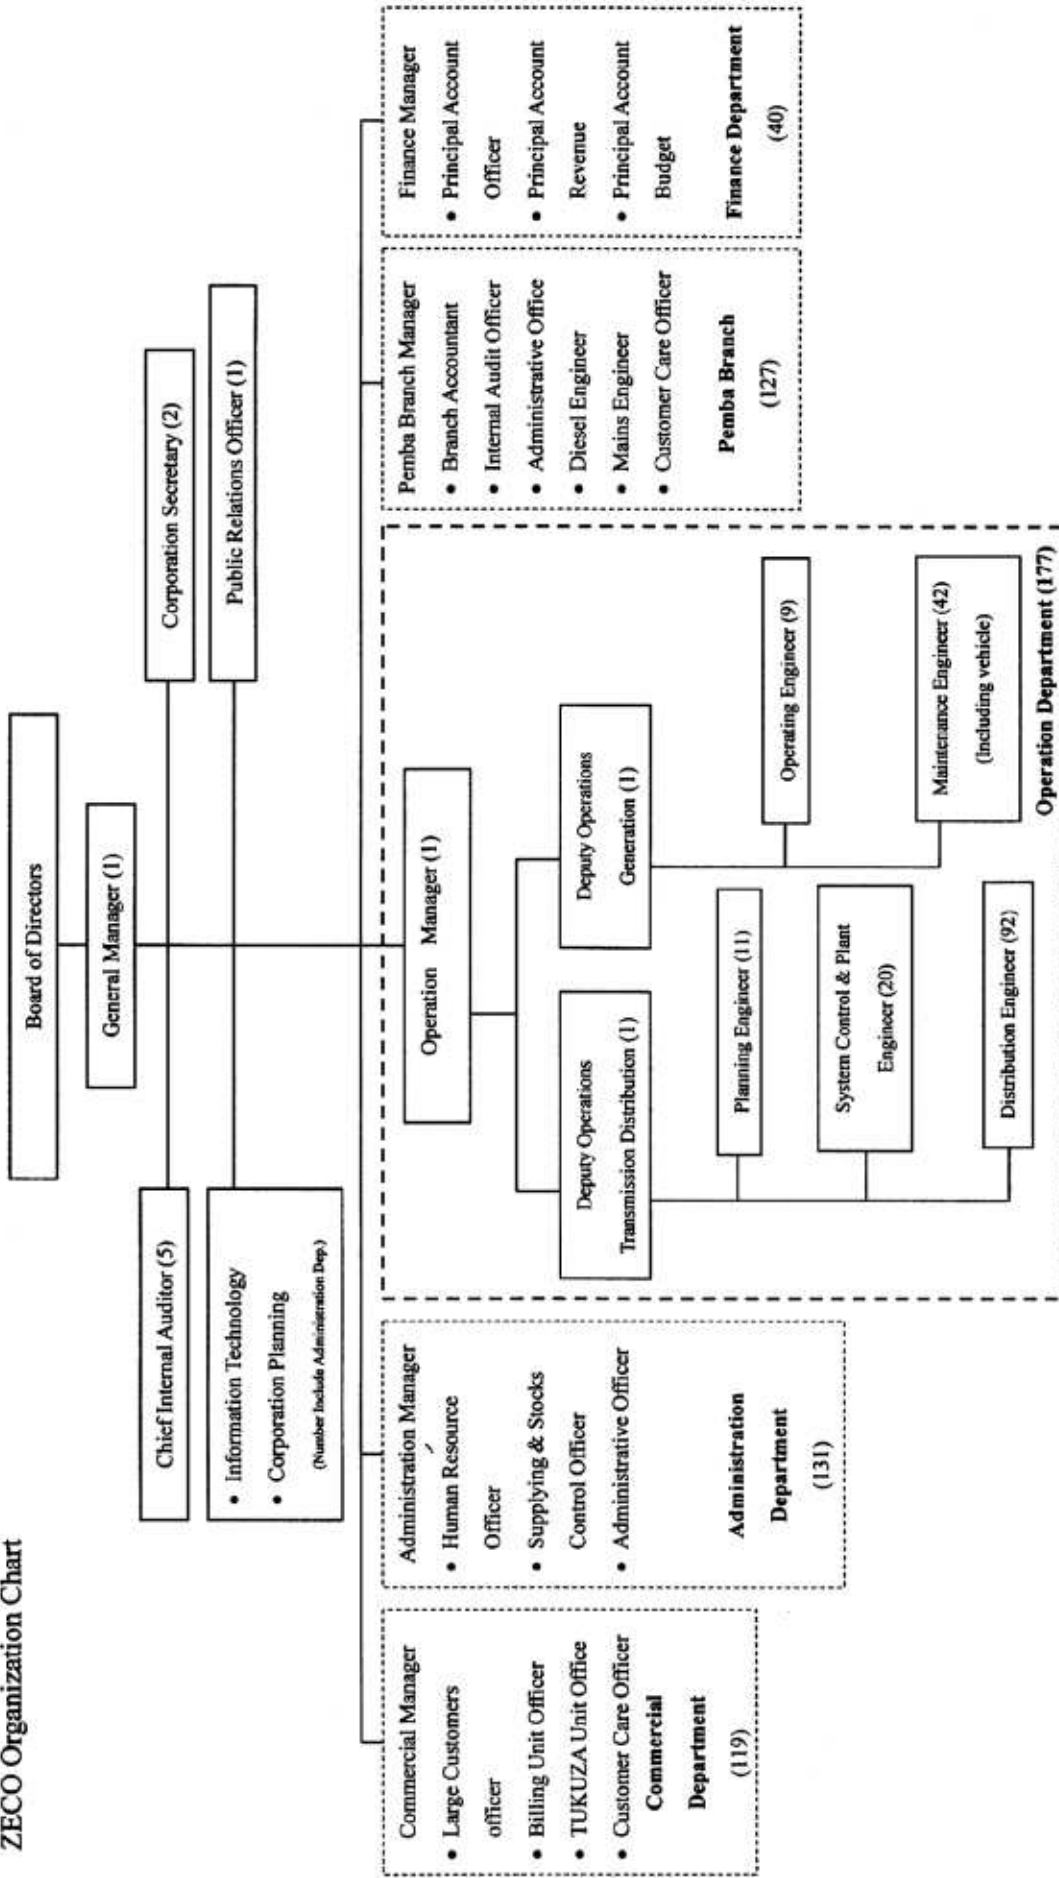 ZECO Organization Chart
Board of Directors
General Manager (1)
Chief Internal Auditor (5)
Corporation Secretary (2)
• Information Technology
• Corporation Planning
(Number Include Administration Dep.)
Public Relations Officer (1)
Commercial Manager
• Large Customers
officer
• Billing Unit Officer
• TUKUZA Unit Office
• Customer Care Officer
Commercial
Department
(119)
Administration Manager
• Human Resource
Officer
• Supplying & Stocks
Control Officer
• Administrative Officer
Administration
Department
(131)
Operation Manager (1)
Deputy Operations
Transmission Distribution (1)
Deputy Operations
Generation (1)
Planning Engineer (11)
System Control & Plant
Engineer (20)
Distribution Engineer (92)
Operating Engineer (9)
Maintenance Engineer (42)
(Including vehicle)
Operation Department (177)
Pemba Branch Manager
• Branch Accountant
• Internal Audit Officer
• Administrative Office
• Diesel Engineer
• Mains Engineer
• Customer Care Officer
Pemba Branch
(127)
Finance Manager
• Principal Account
Officer
• Principal Account
Revenue
• Principal Account
Budget
Finance Department
(40)